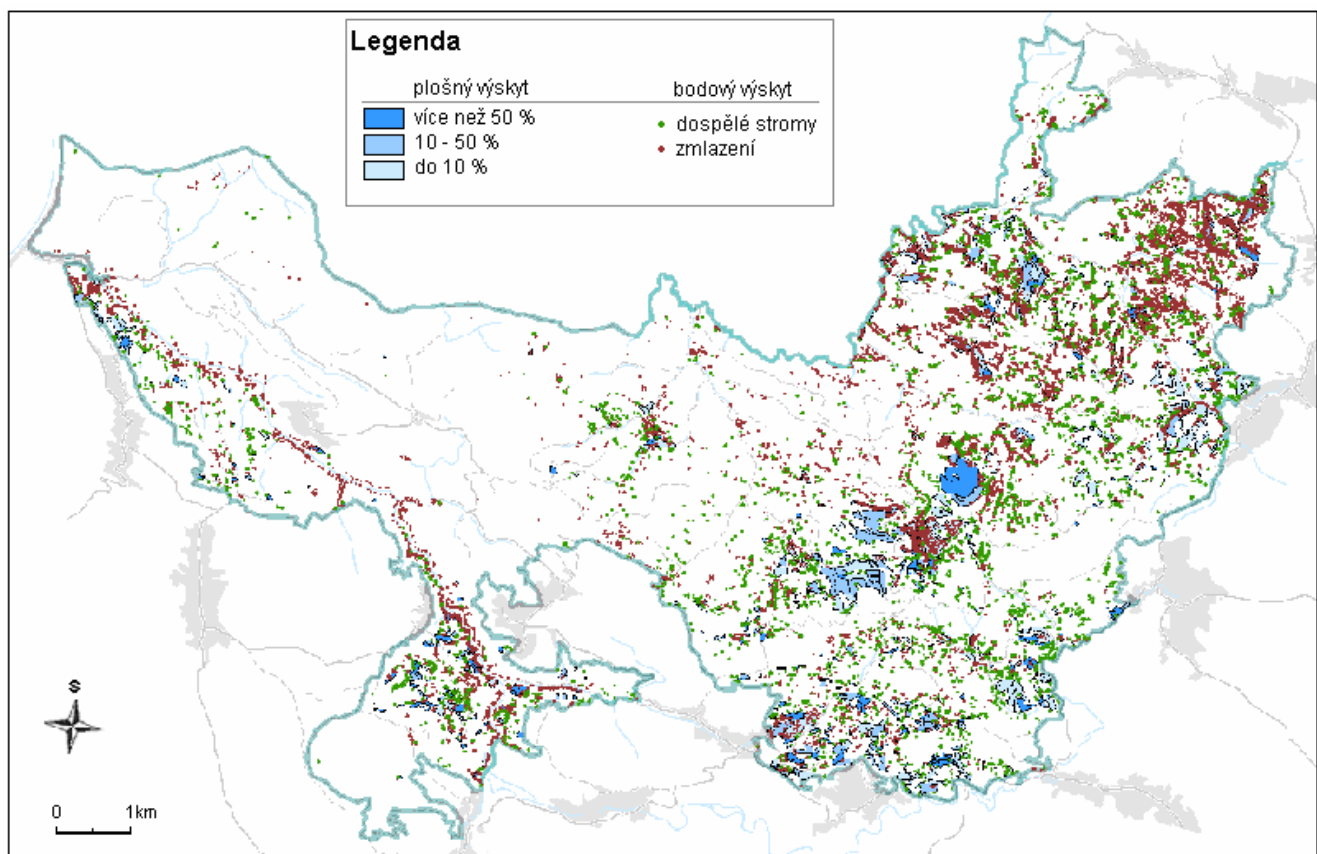 Legenda
plošný výskyt
bodový výskyt
více než 50 %
10 - 50 %
do 10 %
dospělé stromy
zmlazení
s
0 1km